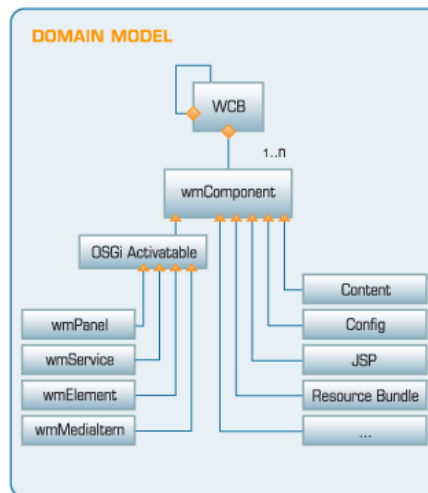 DOMAIN MODEL
WCB
1..n
wmComponent
OSGi Activatable
Content
wmPanel
Config
wmService
JSP
wmElement
Resource Bundle
wmMediaItem
...